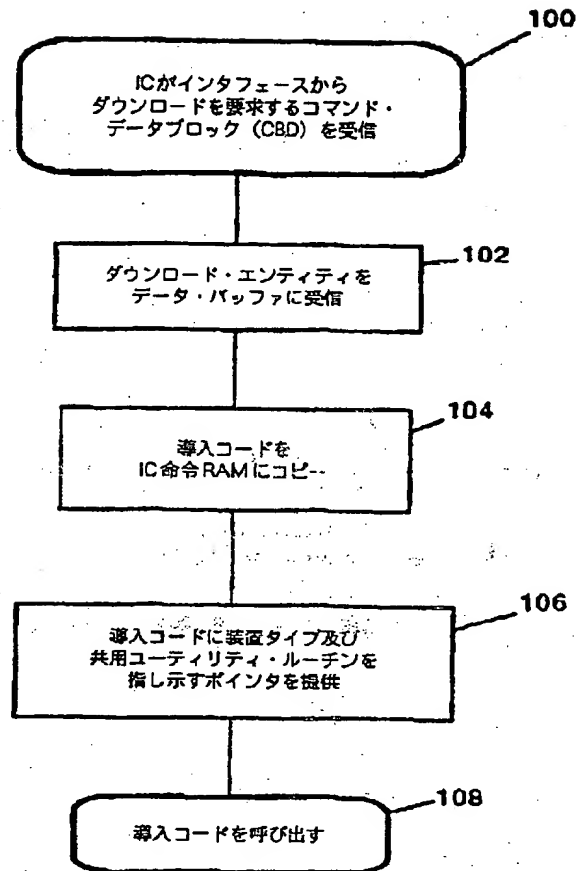 100
ICがインタフェースから
ダウンロードを要求するコマンド・
データブロック (CBD) を受信
102
ダウンロード・エンティティを
データ・バッファに受信
104
導入コードを
IC命令RAMにコピー
106
導入コードに装置タイプ及び
共用ユーティリティ・ルーチンを
指し示すポインタを提供
108
導入コードを呼び出す